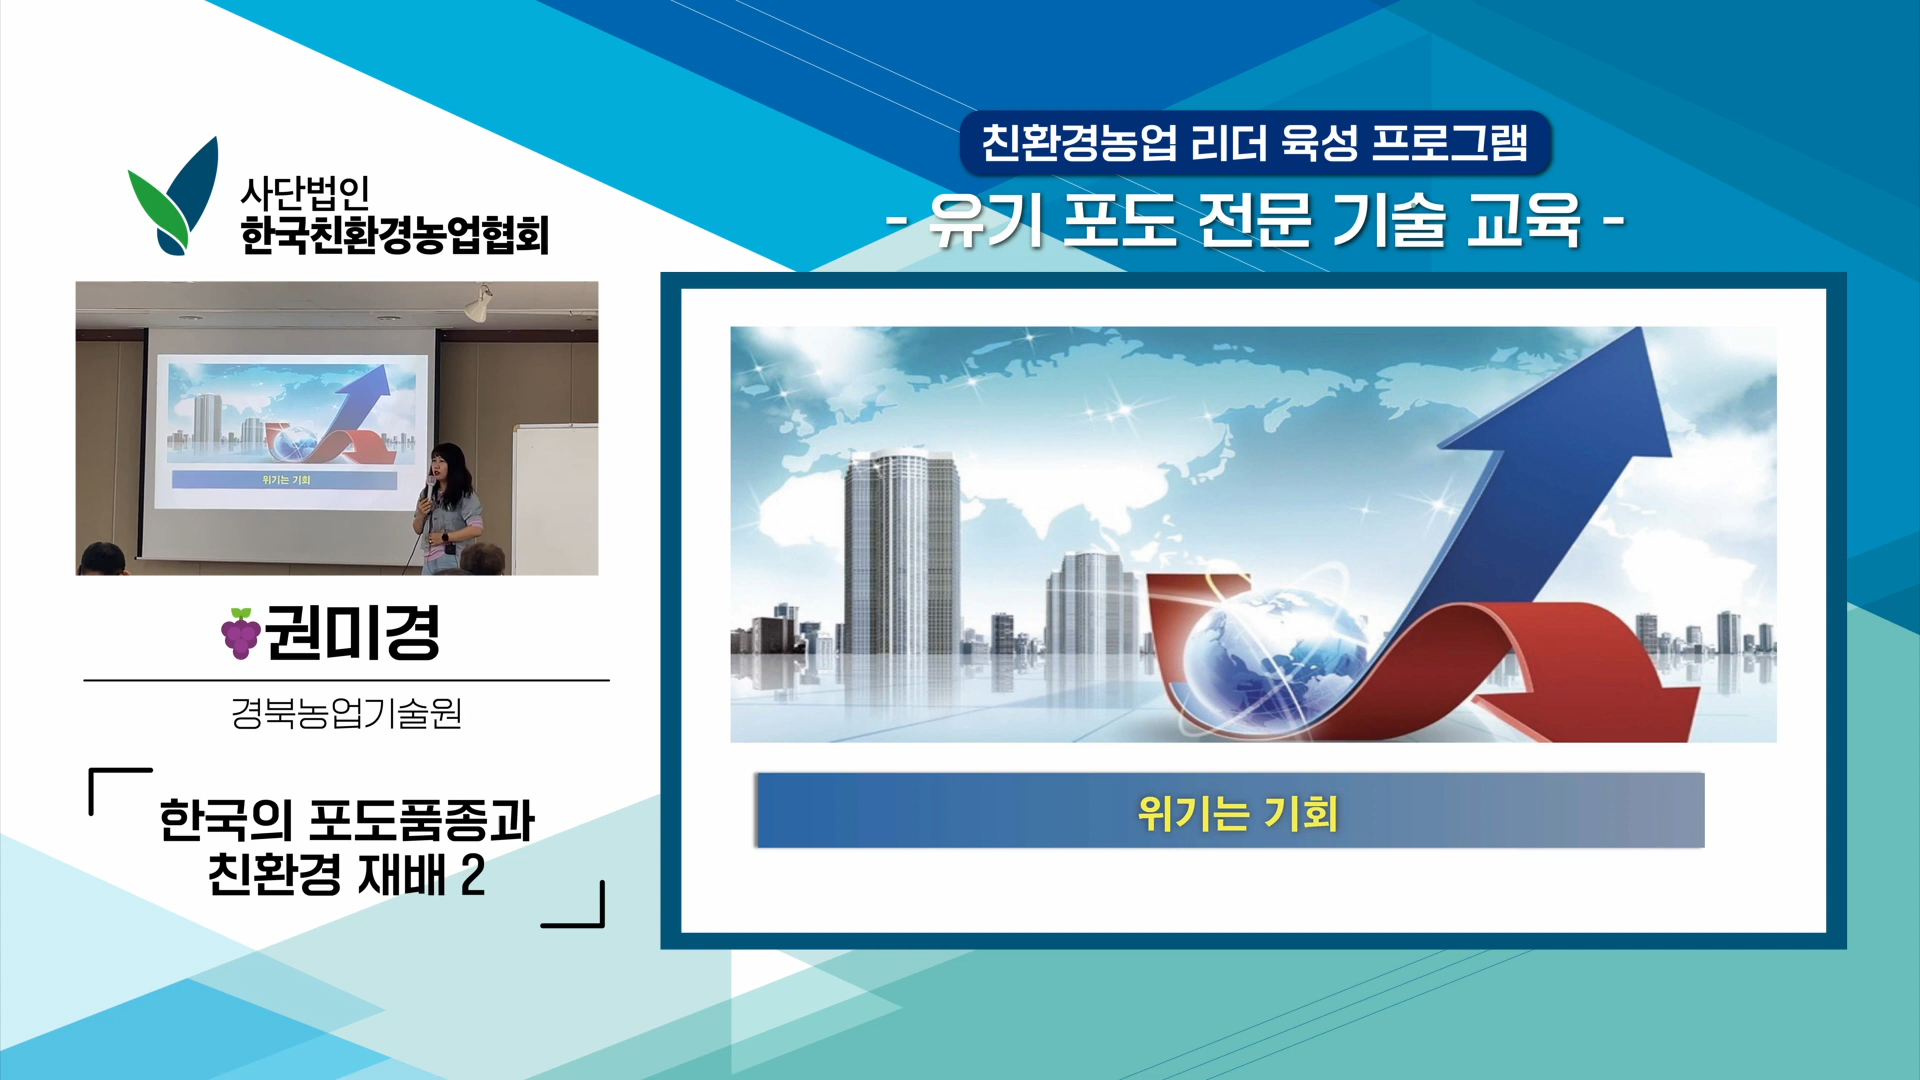 사단법인
한국친환경농업협회
친환경농업 리더 육성 프로그램
- 유기 포도 전문 기술 교육 -
위기는 기회
권미경
경북농업기술원
한국의 포도품종과
친환경 재배 2
위기는 기회